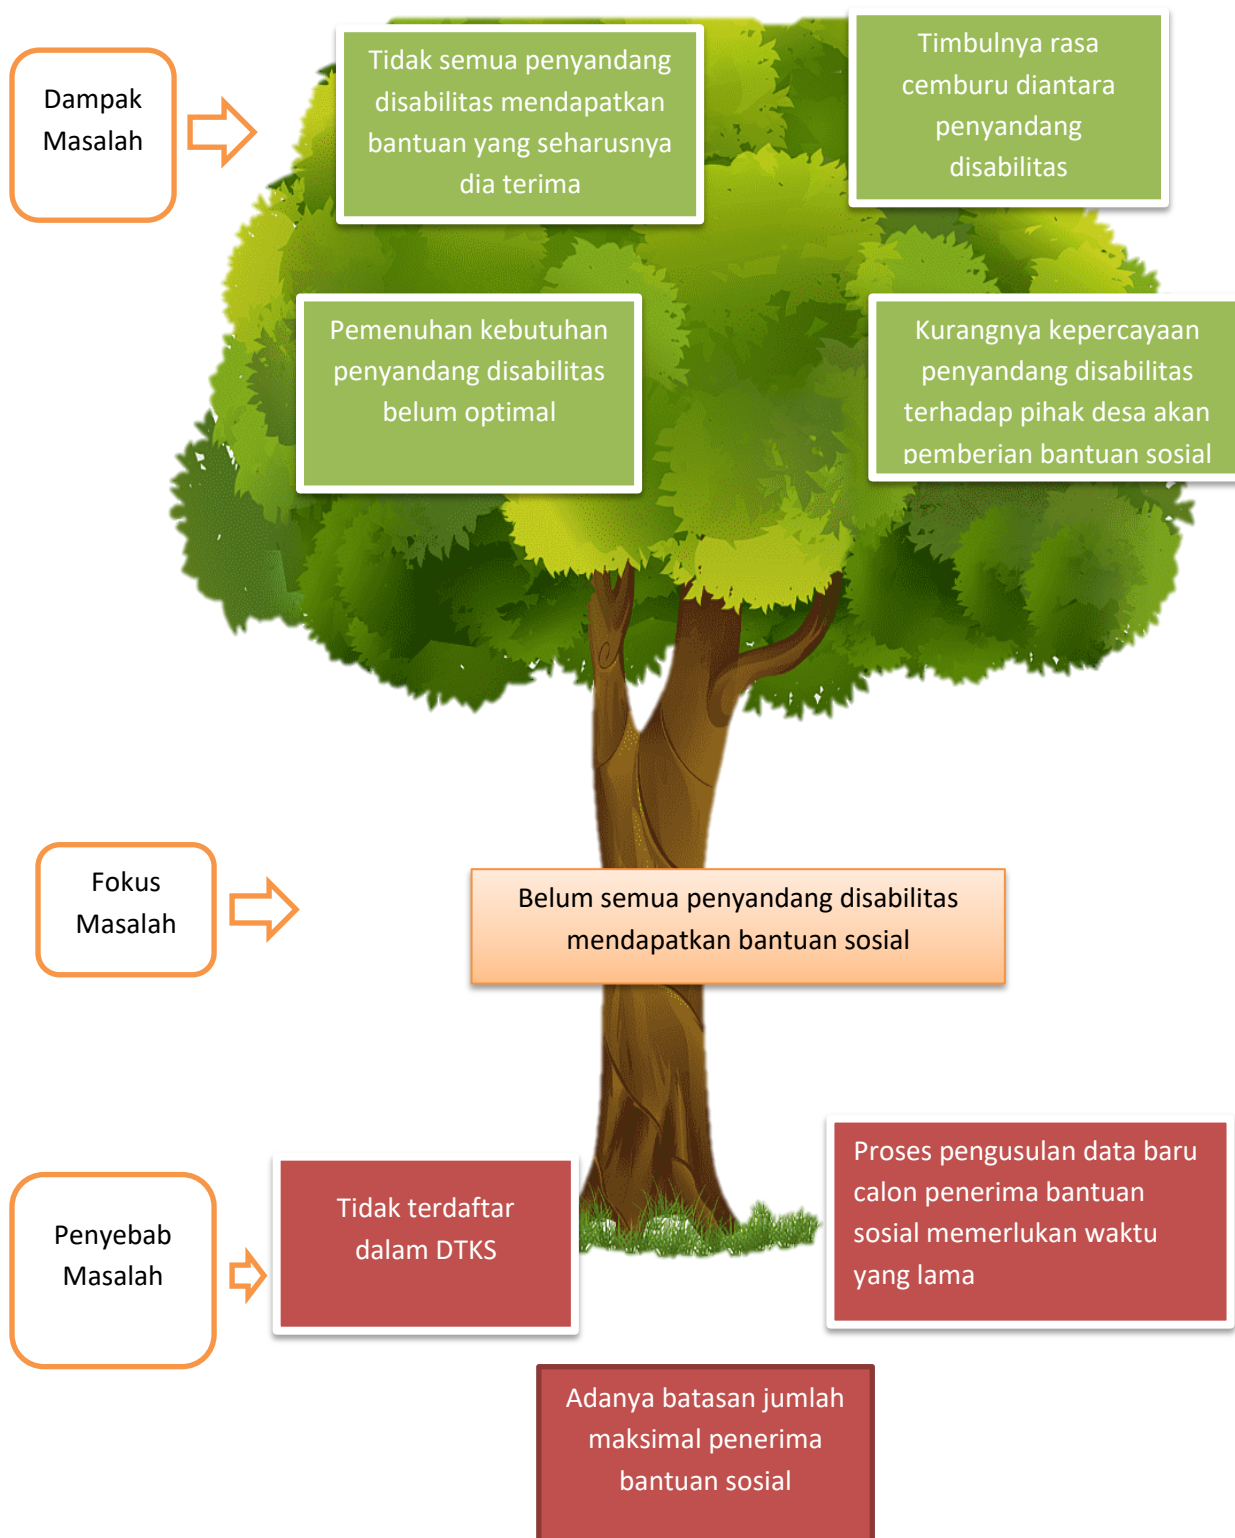 Dampak
Masalah
Tidak semua penyandang
disabilitas mendapatkan
bantuan yang seharusnya
dia terima
Timbulnya rasa
cemburu diantara
penyandang
disabilitas
Pemenuhan kebutuhan
penyandang disabilitas
belum optimal
Kurangnya kepercayaan
penyandang disabilitas
terhadap pihak desa akan
pemberian bantuan sosial
Fokus
Masalah
Belum semua penyandang disabilitas
mendapatkan bantuan sosial
Penyebab
Masalah
Tidak terdaftar
dalam DTKS
Proses pengusulan data baru
calon penerima bantuan
sosial memerlukan waktu
yang lama
Adanya batasan jumlah
maksimal penerima
bantuan sosial